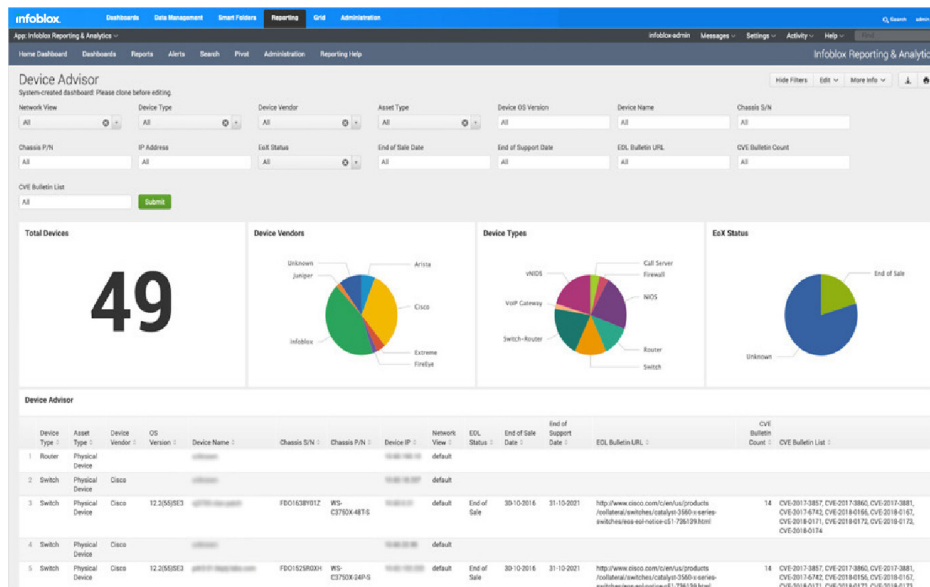 Infoblox Dashboards Data Management Smart Folders Reporting Grid Administration Search admin
App: Infoblox Reporting & Analytics infoblox-admin Messages Settings Activity Help Find
Home Dashboard Dashboards Reports Alerts Search Pivot Administration Reporting Help Infoblox Reporting & Analytic
Device Advisor Hide Filters Edit More Info
System-created dashboard: Please clone before editing.
Network View Device Type Device Vendor Asset Type Device OS Version Device Name Chassis S/N
All All All All All All All
Chassis P/N IP Address EoX Status End of Sale Date End of Support Date EOL Bulletin URL CVE Bulletin Count
All All All All All All All
CVE Bulletin List
All Submit
Total Devices Device Vendors Device Types EoX Status
49
Unknown Juniper Infoblox Arista Cisco Extreme FireEye
vNIOS VoIP Gateway Switch-Router Call Server Firewall NIOS Router Switch
End of Sale Unknown
Device Advisor
Device Type Asset Type Device Vendor OS Version Device Name Chassis S/N Chassis P/N Device IP Network View EOL Status End of Sale Date End of Support Date EOL Bulletin URL CVE Bulletin Count CVE Bulletin List
1 Router Physical Device default
2 Switch Physical Device Cisco default
3 Switch Physical Device Cisco 12.2(55)SE3 FDO1638Y01Z WS-C3750X-48T-S default End of Sale 30-10-2016 31-10-2021 http://www.cisco.com/c/en/us/products/collateral/switches/catalyst-3560-x-series-switches/eos-eol-notice-c51-736139.html 14 CVE-2017-3857, CVE-2017-3860, CVE-2017-3881, CVE-2017-6742, CVE-2018-0156, CVE-2018-0167, CVE-2018-0171, CVE-2018-0172, CVE-2018-0173, CVE-2018-0174
4 Switch Physical Device Cisco default
5 Switch Physical Device Cisco 12.2(55)SE3 FDO1525R0XH WS-C3750X-24P-S default End of Sale 30-10-2016 31-10-2021 http://www.cisco.com/c/en/us/products/collateral/switches/catalyst-3560-x-series- 14 CVE-2017-3857, CVE-2017-3860, CVE-2017-3881, CVE-2017-6742, CVE-2018-0156, CVE-2018-0167,